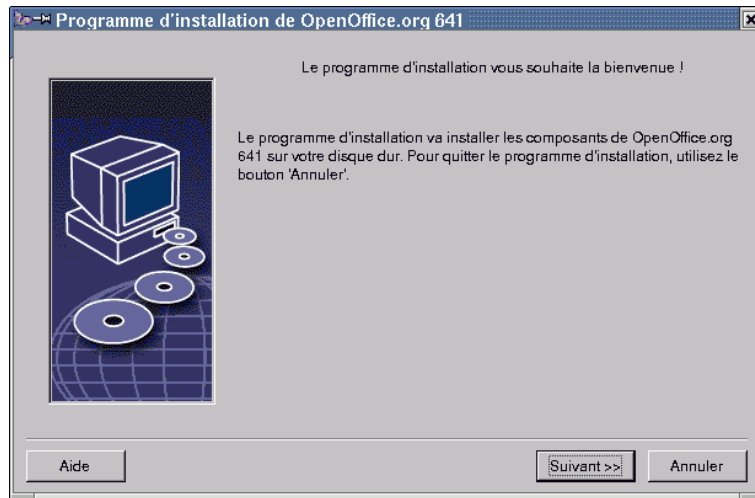 Programme d'installation de OpenOffice.org 641
Le programme d'installation vous souhaite la bienvenue !
Le programme d'installation va installer les composants de OpenOffice.org
641 sur votre disque dur. Pour quitter le programme d'installation, utilisez le
bouton 'Annuler'.
Aide
Suivant >>
Annuler